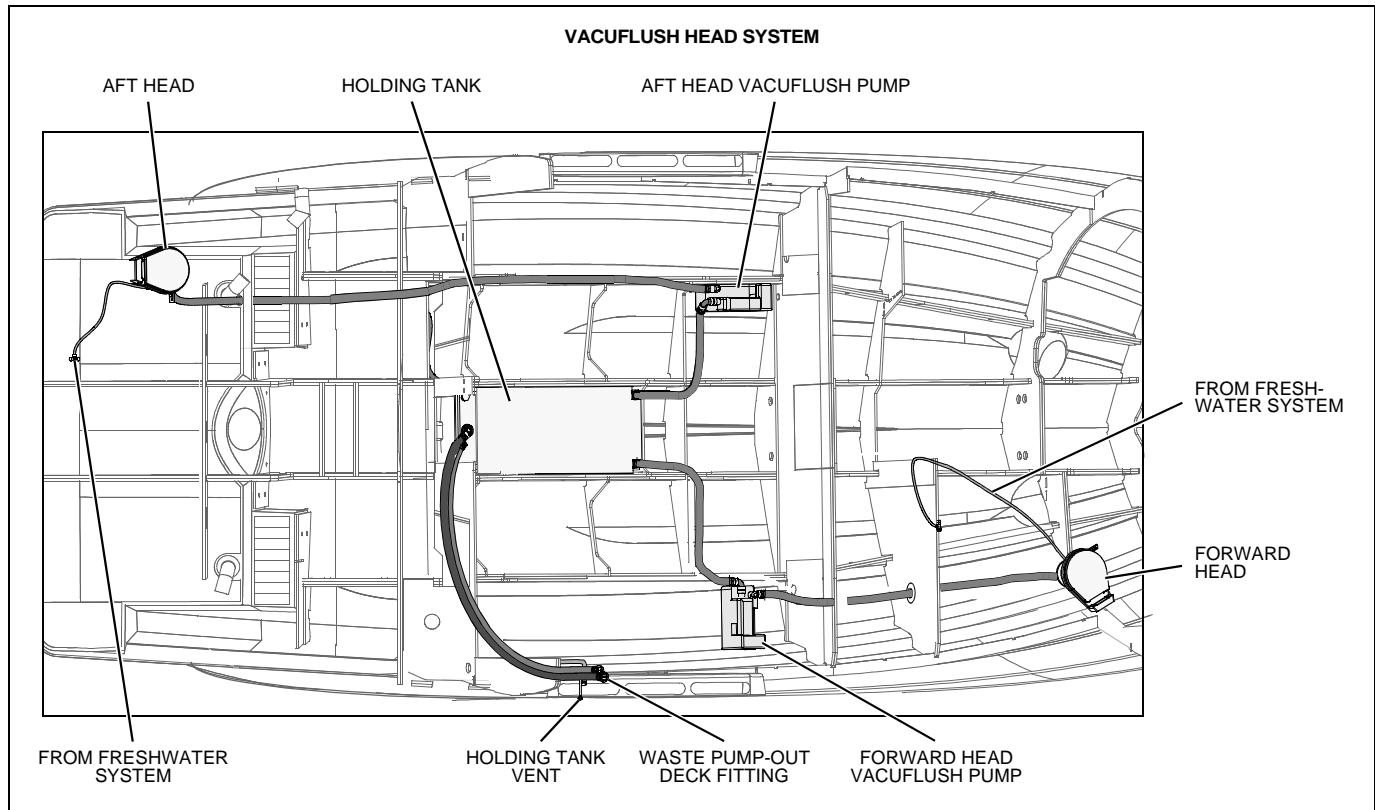 VACUFLUSH HEAD SYSTEM
AFT HEAD
HOLDING TANK
AFT HEAD VACUFLUSH PUMP
FROM FRESH-
WATER SYSTEM
FORWARD
HEAD
FROM FRESHWATER
SYSTEM
HOLDING TANK
VENT
WASTE PUMP-OUT
DECK FITTING
FORWARD HEAD
VACUFLUSH PUMP